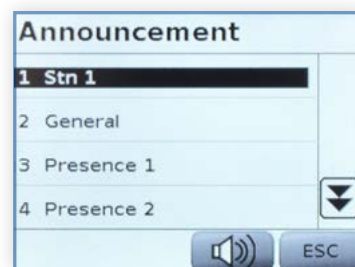 Announcement
1 Stn 1
2 General
3 Presence 1
4 Presence 2
ESC